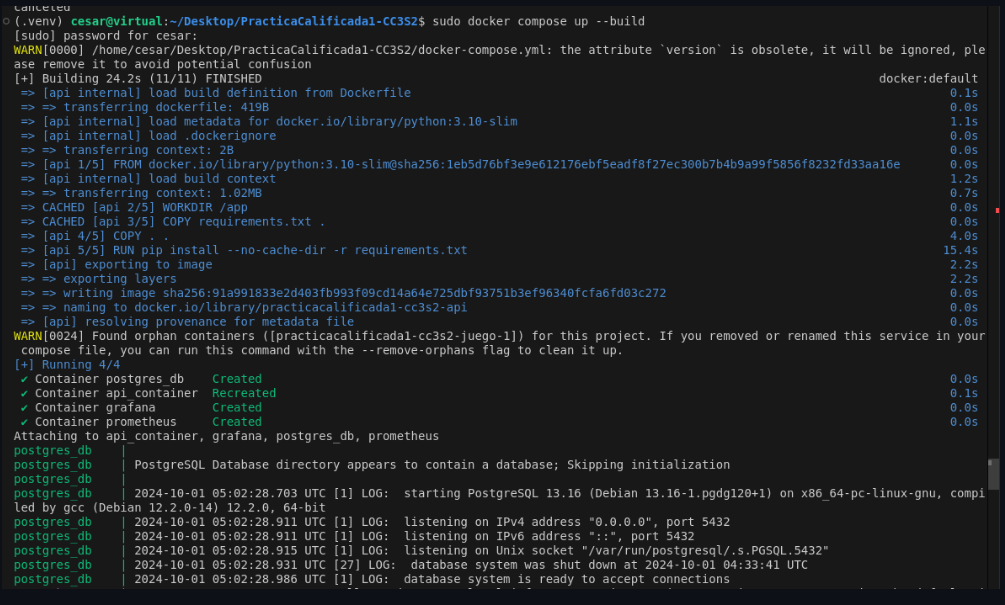 Canceled
(.venv) cesar@virtual:~/Desktop/PracticaCalificada1-CC3S2$ sudo docker compose up --build
[sudo] password for cesar:
WARN[0000] /home/cesar/Desktop/PracticaCalificada1-CC3S2/docker-compose.yml: the attribute `version` is obsolete, it will be ignored, ple
ase remove it to avoid potential confusion
[+] Building 24.2s (11/11) FINISHED docker:default
=> [api internal] load build definition from Dockerfile 0.1s
=> => transferring dockerfile: 419B 0.0s
=> [api internal] load metadata for docker.io/library/python:3.10-slim 1.1s
=> [api internal] load .dockerignore 0.0s
=> => transferring context: 2B 0.0s
=> [api 1/5] FROM docker.io/library/python:3.10-slim@sha256:1eb5d76bf3e9e612176ebf5eadf8f27ec300b7b4b9a99f5856f8232fd33aa16e 0.0s
=> [api internal] load build context 1.2s
=> => transferring context: 1.02MB 0.7s
=> CACHED [api 2/5] WORKDIR /app 0.0s
=> CACHED [api 3/5] COPY requirements.txt . 0.0s
=> [api 4/5] COPY . . 4.0s
=> [api 5/5] RUN pip install --no-cache-dir -r requirements.txt 15.4s
=> [api] exporting to image 2.2s
=> => exporting layers 2.2s
=> => writing image sha256:91a991833e2d403fb993f09cd14a64e725dbf93751b3ef96340fcfa6fd03c272 0.0s
=> => naming to docker.io/library/practicacalificada1-cc3s2-api 0.0s
=> [api] resolving provenance for metadata file 0.0s
WARN[0024] Found orphan containers ([practicacalificada1-cc3s2-juego-1]) for this project. If you removed or renamed this service in your
compose file, you can run this command with the --remove-orphans flag to clean it up.
[+] Running 4/4
✔ Container postgres_db Created 0.0s
✔ Container api_container Recreated 0.1s
✔ Container grafana Created 0.0s
✔ Container prometheus Created 0.0s
Attaching to api_container, grafana, postgres_db, prometheus
postgres_db |
postgres_db | PostgreSQL Database directory appears to contain a database; Skipping initialization
postgres_db |
postgres_db | 2024-10-01 05:02:28.703 UTC [1] LOG:  starting PostgreSQL 13.16 (Debian 13.16-1.pgdg120+1) on x86_64-pc-linux-gnu, compi
led by gcc (Debian 12.2.0-14) 12.2.0, 64-bit
postgres_db | 2024-10-01 05:02:28.911 UTC [1] LOG:  listening on IPv4 address "0.0.0.0", port 5432
postgres_db | 2024-10-01 05:02:28.911 UTC [1] LOG:  listening on IPv6 address "::", port 5432
postgres_db | 2024-10-01 05:02:28.915 UTC [1] LOG:  listening on Unix socket "/var/run/postgresql/.s.PGSQL.5432"
postgres_db | 2024-10-01 05:02:28.931 UTC [27] LOG:  database system was shut down at 2024-10-01 04:33:41 UTC
postgres_db | 2024-10-01 05:02:28.986 UTC [1] LOG:  database system is ready to accept connections